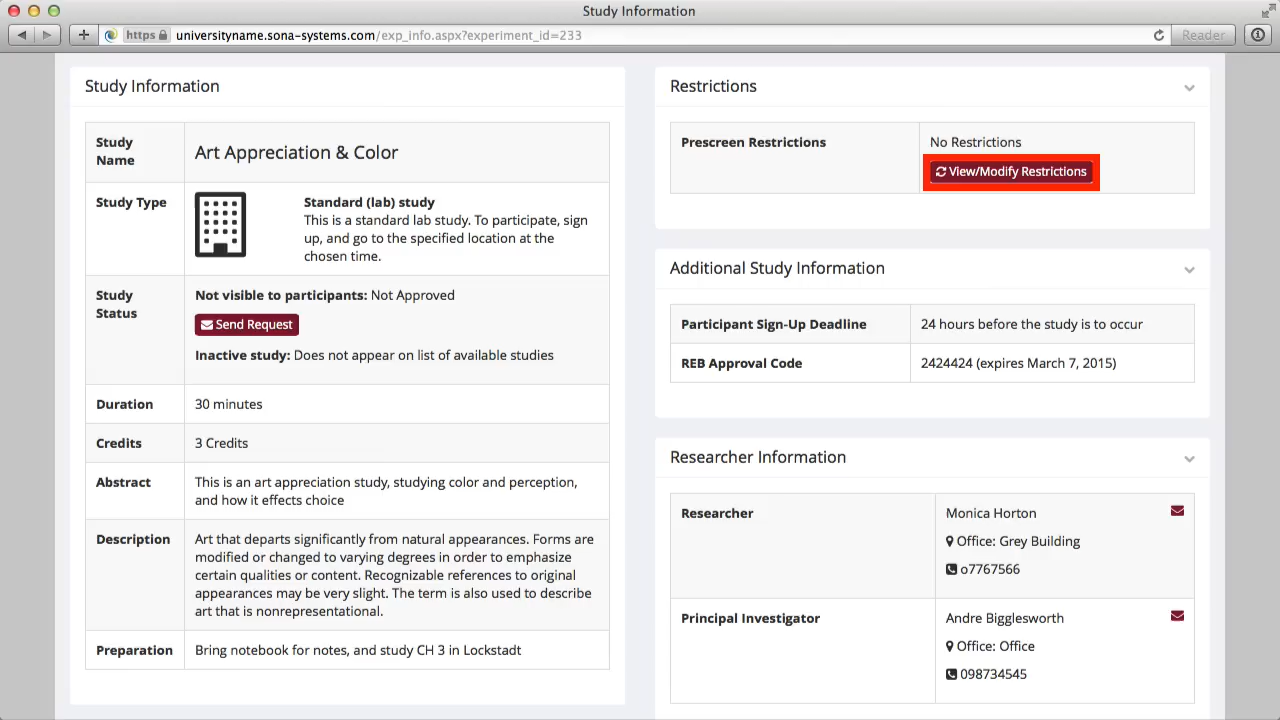 Study Information
https universityname.sona-systems.com/exp_info.aspx?experiment_id=233
Reader
Study Information
Study Name
Art Appreciation & Color
Study Type
Standard (lab) study
This is a standard lab study. To participate, sign
up, and go to the specified location at the
chosen time.
Study Status
Not visible to participants: Not Approved
Send Request
Inactive study: Does not appear on list of available studies
Duration
30 minutes
Credits
3 Credits
Abstract
This is an art appreciation study, studying color and perception,
and how it effects choice
Description
Art that departs significantly from natural appearances. Forms are
modified or changed to varying degrees in order to emphasize
certain qualities or content. Recognizable references to original
appearances may be very slight. The term is also used to describe
art that is nonrepresentational.
Preparation
Bring notebook for notes, and study CH 3 in Lockstadt
Restrictions
Prescreen Restrictions
No Restrictions
View/Modify Restrictions
Additional Study Information
Participant Sign-Up Deadline
24 hours before the study is to occur
REB Approval Code
2424424 (expires March 7, 2015)
Researcher Information
Researcher
Monica Horton
Office: Grey Building
o7767566
Principal Investigator
Andre Bigglesworth
Office: Office
098734545